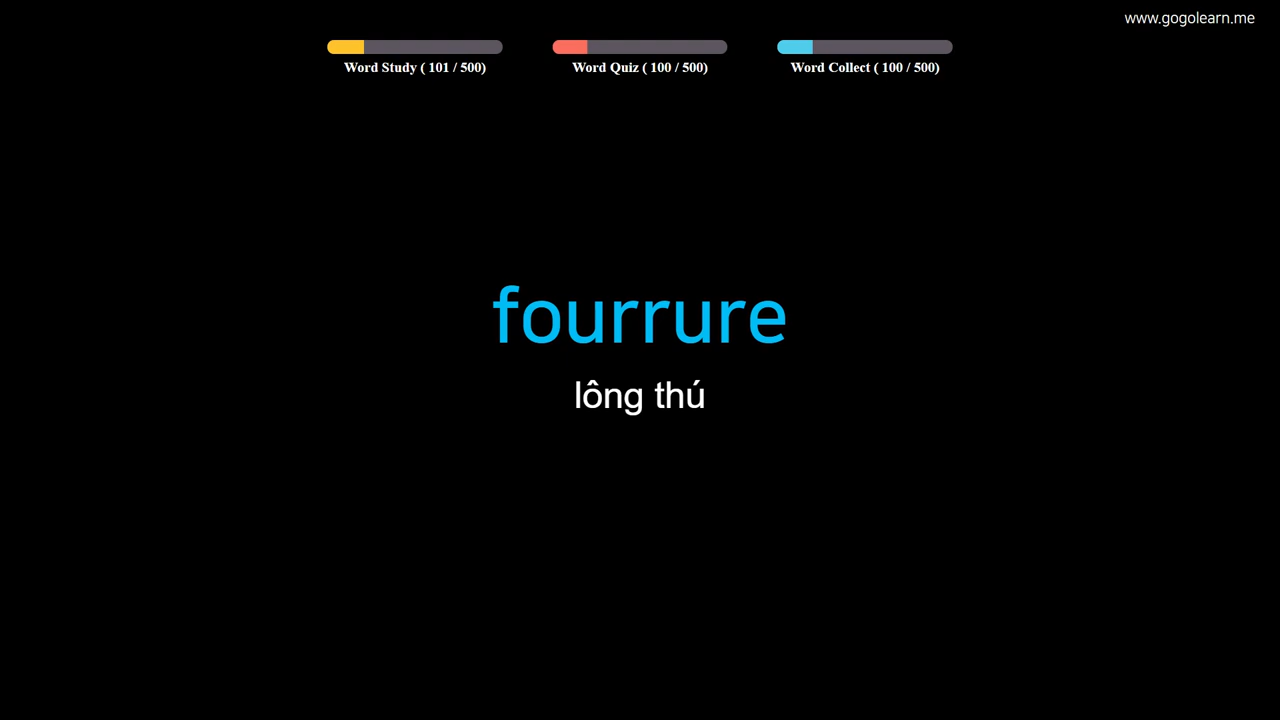 www.gogolearn.me
Word Study ( 101 / 500)
Word Quiz ( 100 / 500)
Word Collect ( 100 / 500)
fourrure
lông thú